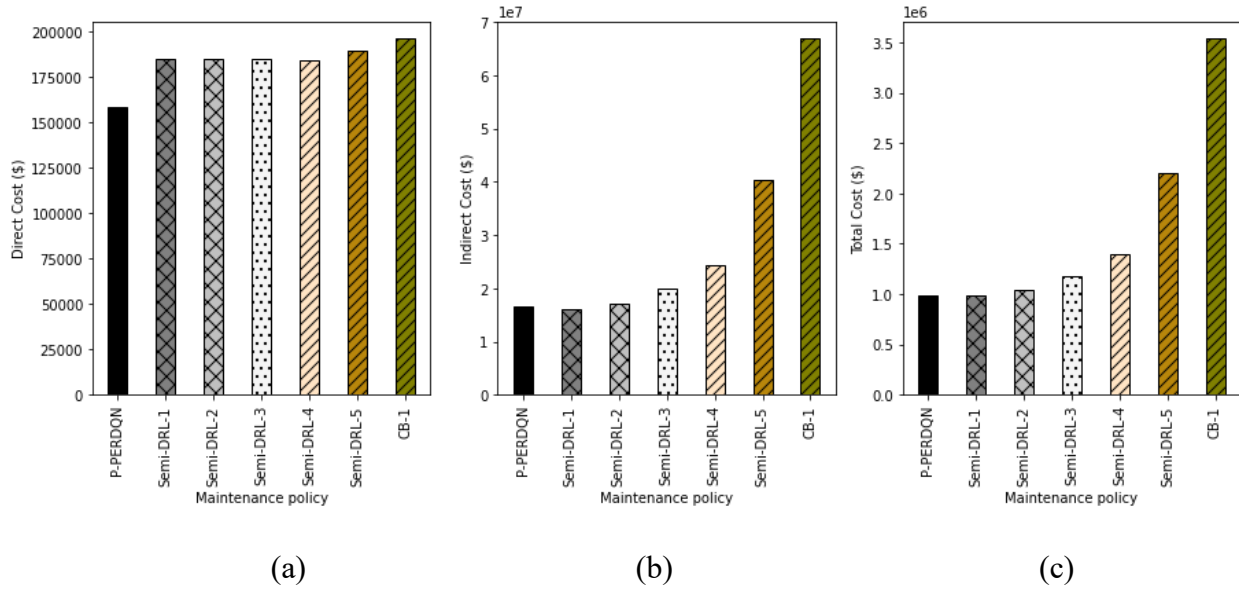 200000
175000
150000
125000
100000
75000
50000
25000
0
Direct Cost ($)
P-PERDQN
Semi-DRL-1
Semi-DRL-2
Semi-DRL-3
Semi-DRL-4
Semi-DRL-5
CB-1
Maintenance policy
(a)
1e7
7
6
5
4
3
2
1
0
Indirect Cost ($)
P-PERDQN
Semi-DRL-1
Semi-DRL-2
Semi-DRL-3
Semi-DRL-4
Semi-DRL-5
CB-1
Maintenance policy
(b)
1e6
3.5
3.0
2.5
2.0
1.5
1.0
0.5
0.0
Total Cost ($)
P-PERDQN
Semi-DRL-1
Semi-DRL-2
Semi-DRL-3
Semi-DRL-4
Semi-DRL-5
CB-1
Maintenance policy
(c)